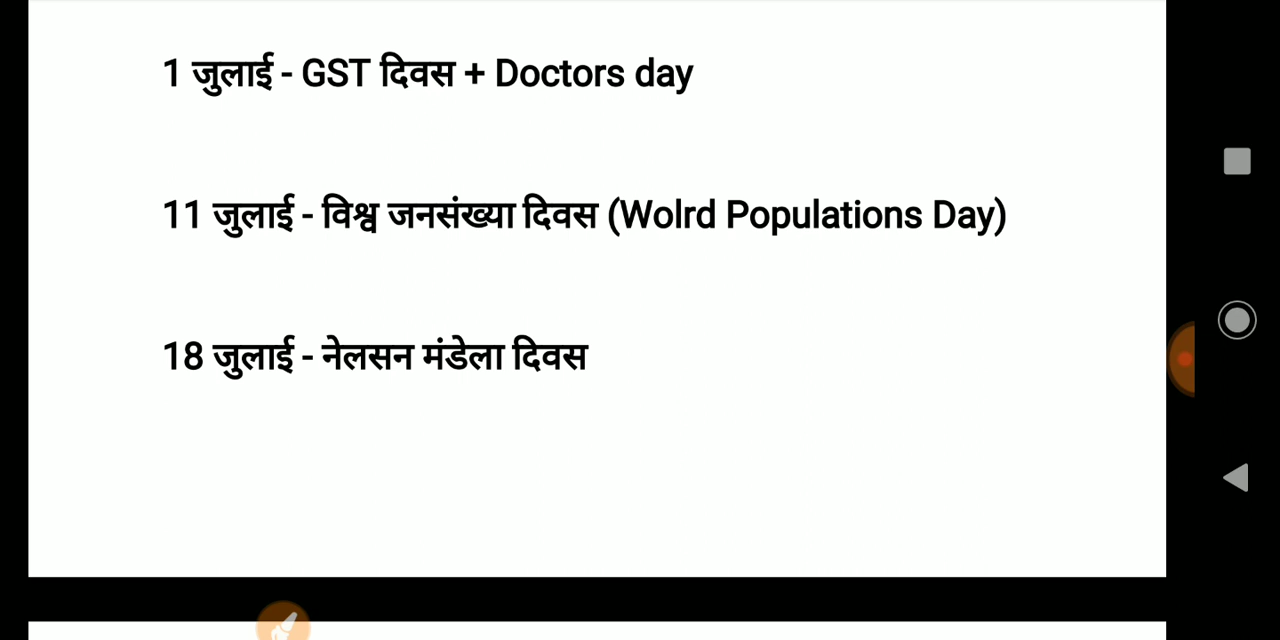 1 जुलाई - GST दिवस + Doctors day
11 जुलाई - विश्व जनसंख्या दिवस (Wolrd Populations Day)
18 जुलाई - नेलसन मंडेला दिवस